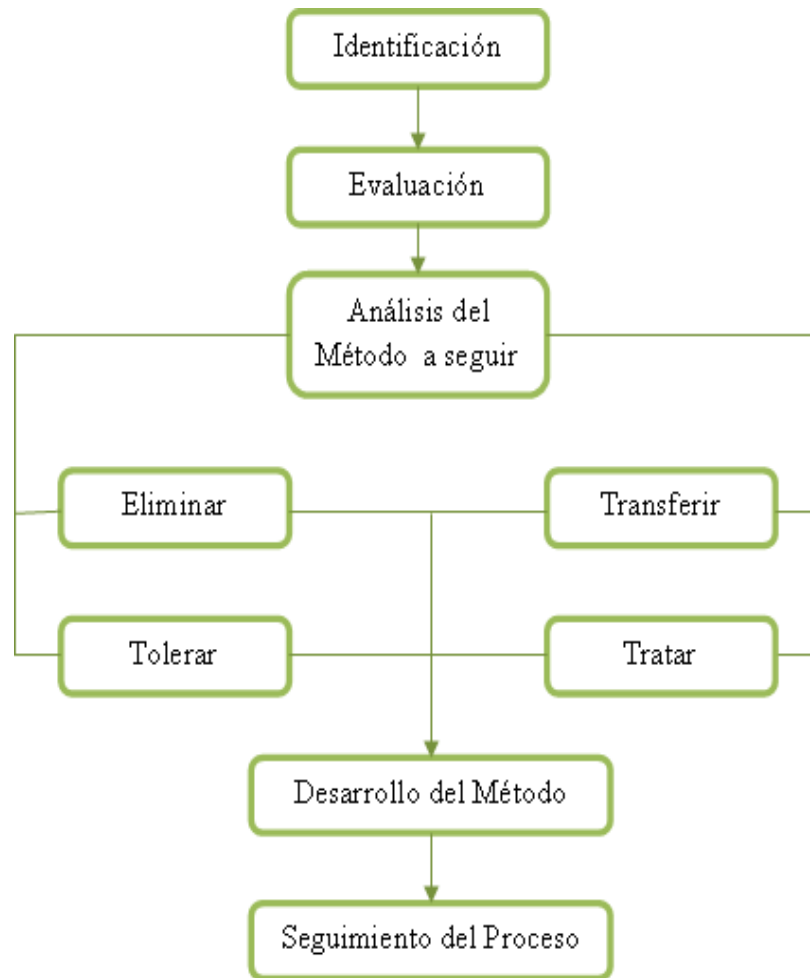 Identificación
Evaluación
Análisis del
Método a seguir
Eliminar
Transferir
Tolerar
Tratar
Desarrollo del Método
Seguimiento del Proceso